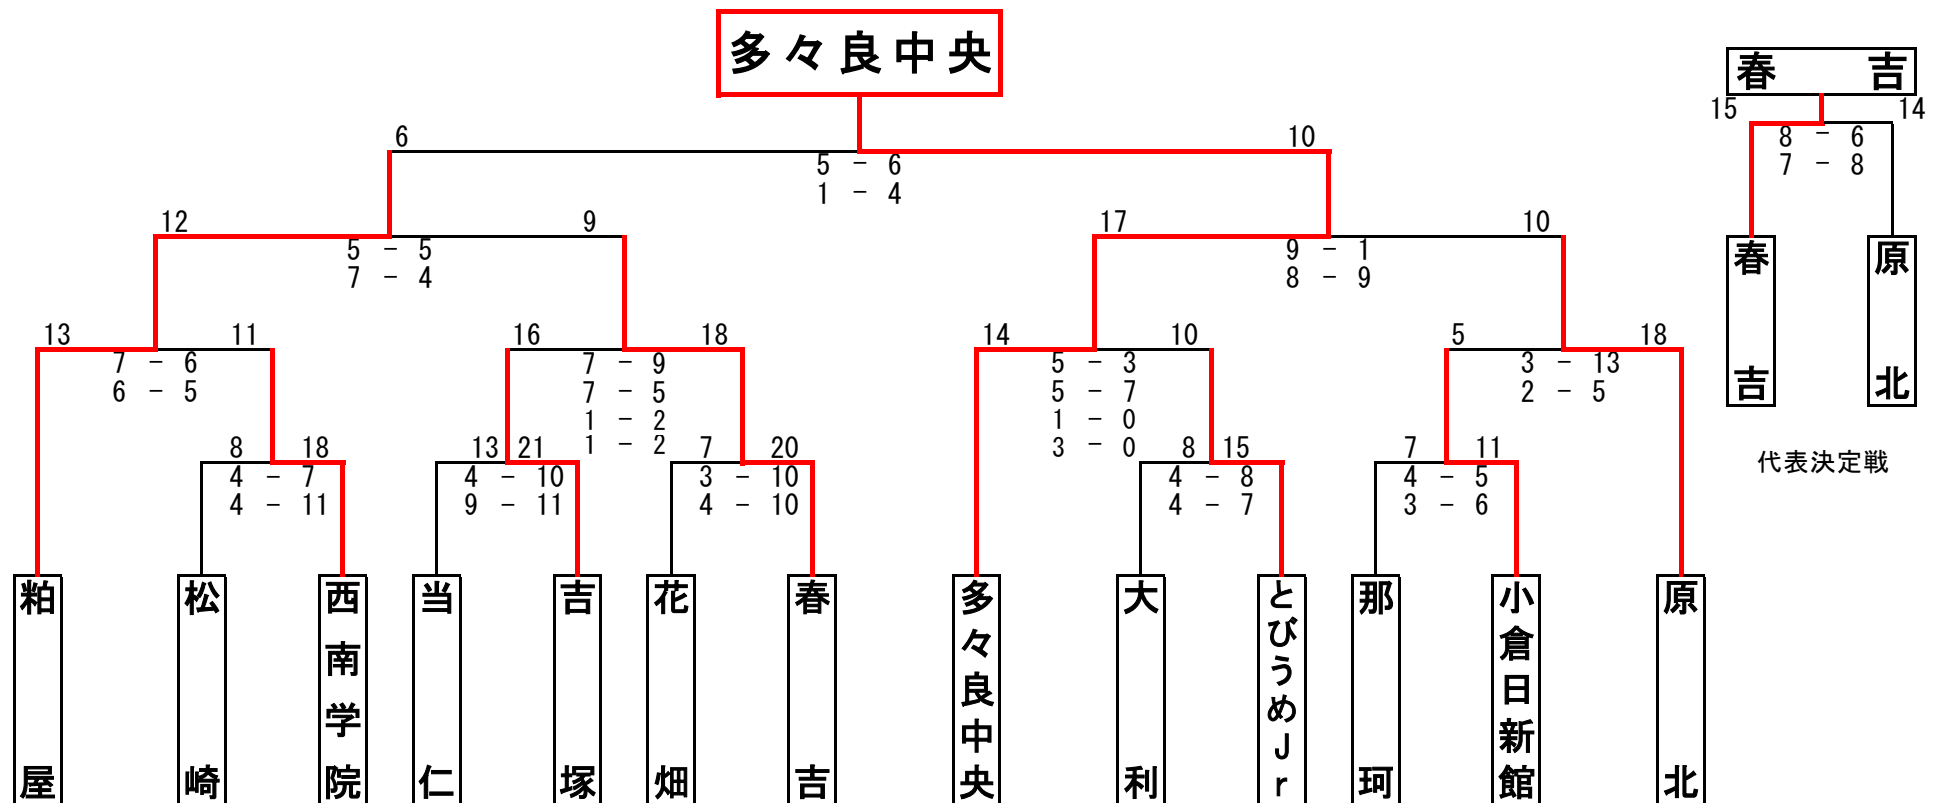 多々良中央
春吉
15 14
8 － 6
7 － 8
6 10
5 － 6
1 － 4
12 9
5 － 5
7 － 4
17 10
9 － 1
8 － 9
13 11
7 － 6
6 － 5
16 18
7 － 9
7 － 5
1 － 2
1 － 2
14 10
5 － 3
5 － 7
1 － 0
3 － 0
5 18
3 － 13
2 － 5
8 18
4 － 7
4 － 11
13 21
4 － 10
9 － 11
7 20
3 － 10
4 － 10
8 15
4 － 8
4 － 7
7 11
4 － 5
3 － 6
春吉
原北
代表決定戦
粕屋
松崎
西南学院
当仁
吉塚
花畑
春吉
多々良中央
大利
とびうめJr
那珂
小倉日新館
原北